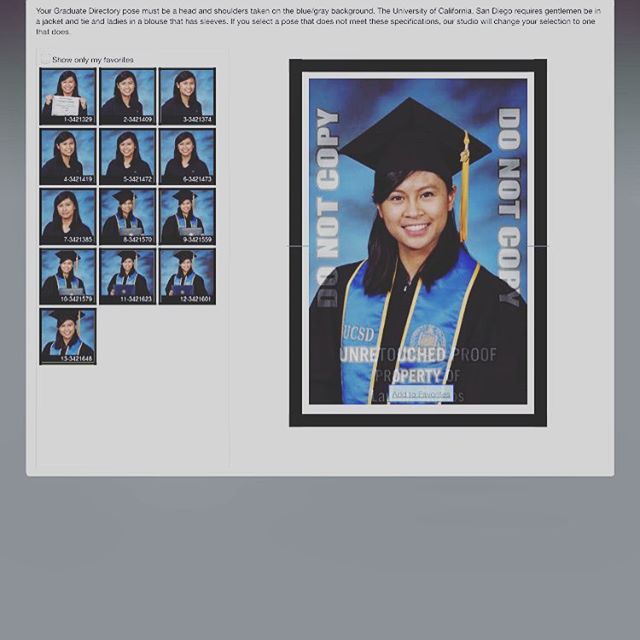 Your Graduate Directory pose must be a head and shoulders taken on the blue/gray background. The University of California, San Diego requires gentlemen be in
a jacket and tie and ladies in a blouse that has sleeves. If you select a pose that does not meet these specifications, our studio will change your selection to one
that does.
Show only my favorites
1-3421329
2-3421409
3-3421374
4-3421419
5-3421472
6-3421473
7-3421385
8-3421570
9-3421559
10-3421579
11-3421623
12-3421601
13-3421648
DO NOT COPY
DO NOT COPY
UCSD
UNRETOUCHED PROOF
PROPERTY OF
Add to Favorites